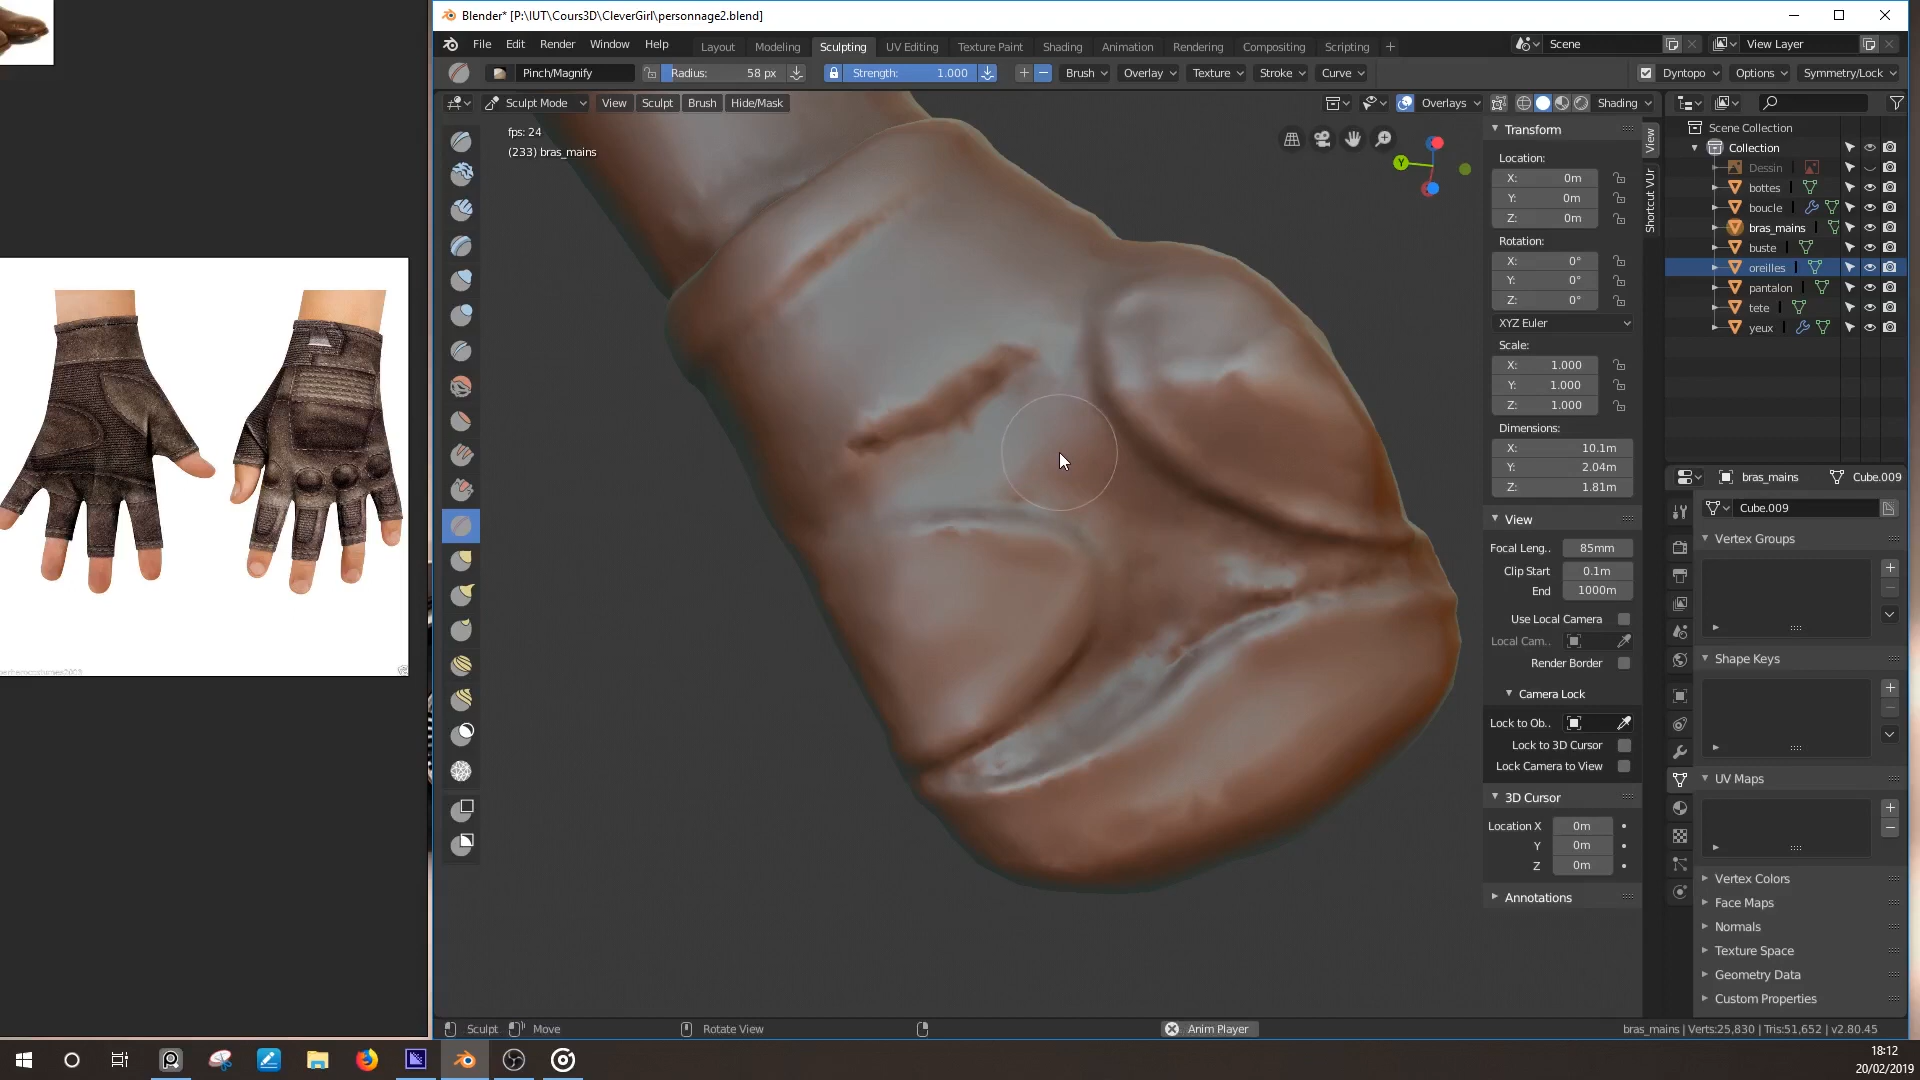 Blender* [P:\IUT\Cours3D\CleverGirl\personnage2.blend]
File Edit Render Window Help Layout Modeling Sculpting UV Editing Texture Paint Shading Animation Rendering Compositing Scripting + Scene View Layer
Pinch/Magnify Radius: 58 px Strength: 1.000 Brush Overlay Texture Stroke Curve Dyntopo Options Symmetry/Lock
Sculpt Mode View Sculpt Brush Hide/Mask Overlays Shading
fps: 24
(233) bras_mains
Y
Transform
Location:
X: 0m
Y: 0m
Z: 0m
Rotation:
X: 0°
Y: 0°
Z: 0°
XYZ Euler
Scale:
X: 1.000
Y: 1.000
Z: 1.000
Dimensions:
X: 10.1m
Y: 2.04m
Z: 1.81m
View
Focal Leng.. 85mm
Clip Start 0.1m
End 1000m
Use Local Camera
Local Cam..
Render Border
Camera Lock
Lock to Ob..
Lock to 3D Cursor
Lock Camera to View
3D Cursor
Location X 0m
Y 0m
Z 0m
Annotations
View
Shortcut VUr
Scene Collection
Collection
Dessin
bottes
boucle
bras_mains
buste
oreilles
pantalon
tete
yeux
bras_mains Cube.009
Cube.009
Vertex Groups
Shape Keys
UV Maps
Vertex Colors
Face Maps
Normals
Texture Space
Geometry Data
Custom Properties
Sculpt Move Rotate View Anim Player bras_mains | Verts:25,830 | Tris:51,652 | v2.80.45
18:12
20/02/2019